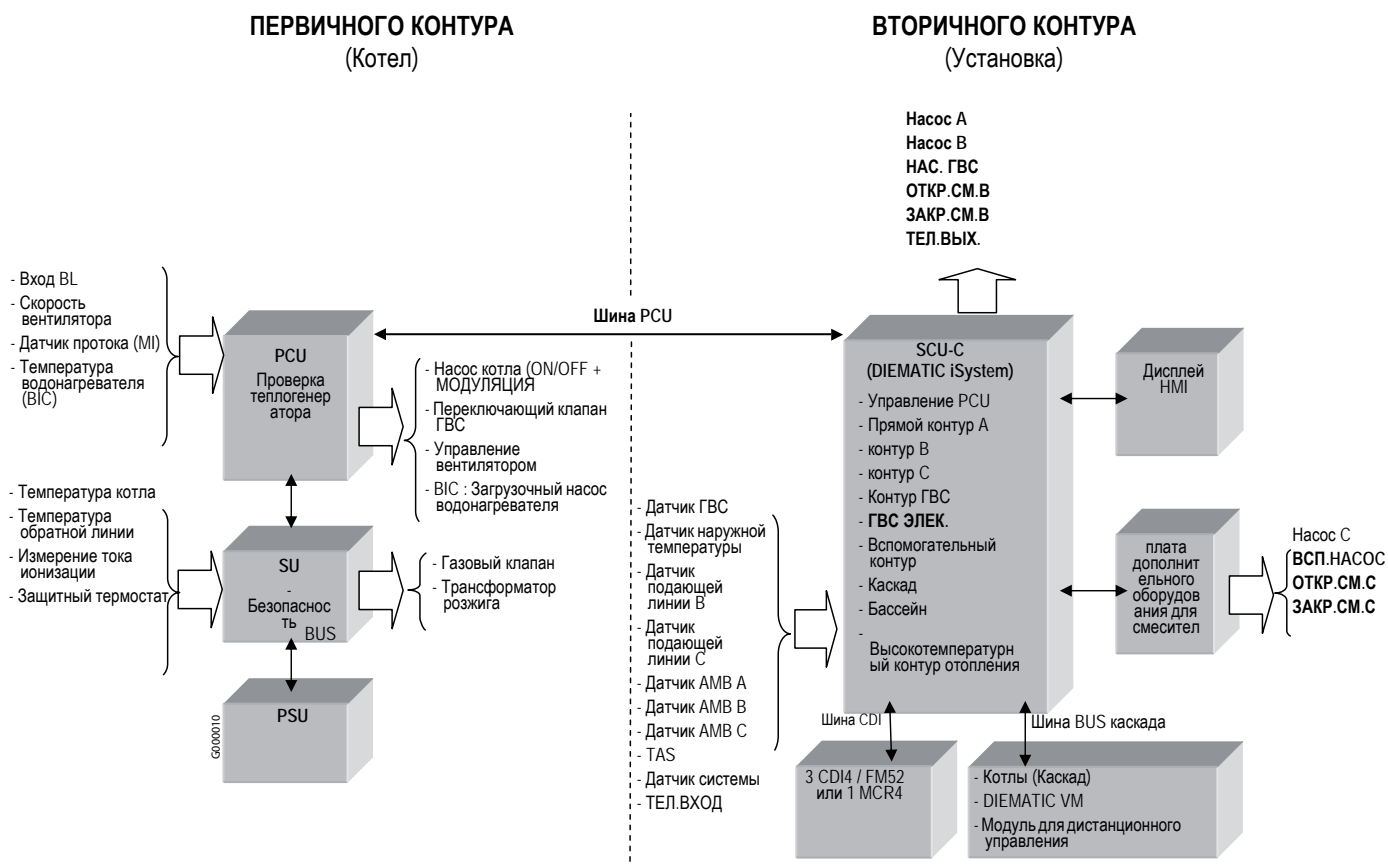 ПЕРВИЧНОГО КОНТУРА
(Котел)
ВТОРИЧНОГО КОНТУРА
(Установка)
Насос A
Насос B
НАС. ГВС
ОТКР.СМ.В
ЗАКР.СМ.В
ТЕЛ.ВЫХ.
- Вход BL
- Скорость
вентилятора
- Датчик протока (MI)
- Температура
водонагревателя
(BIC)
PCU
Проверка
теплогенер
атора
Шина PCU
- Насос котла (ON/OFF +
МОДУЛЯЦИЯ
- Переключающий клапан
ГВС
- Управление
вентилятором
- BIC : Загрузочный насос
водонагревателя
- Температура котла
- Температура
обратной линии
- Измерение тока
ионизации
- Защитный термостат
SU
-
Безопаснос
ть
BUS
- Газовый клапан
- Трансформатор
розжига
PSU
G000010
SCU-C
(DIEMATIC iSystem)
- Управление PCU
- Прямой контур A
- контур B
- контур C
- Контур ГВС
- ГВС ЭЛЕК.
- Вспомогательный
контур
- Каскад
- Бассейн
-
Высокотемпературн
ый контур отопления
Дисплей
HMI
плата
дополнит
ельного
оборудов
ания для
смесител
Насос C
ВСП.НАСОС
ОТКР.СМ.С
ЗАКР.СМ.С
- Датчик ГВС
- Датчик наружной
температуры
- Датчик
подающей
линии B
- Датчик
подающей
линии C
- Датчик AMB A
- Датчик AMB B
- Датчик AMB C
- TAS
- Датчик системы
- ТЕЛ.ВХОД
Шина CDI
Шина BUS каскада
3 CDI4 / FM52
или 1 MCR4
- Котлы (Каскад)
- DIEMATIC VM
- Модуль для дистанционного
управления